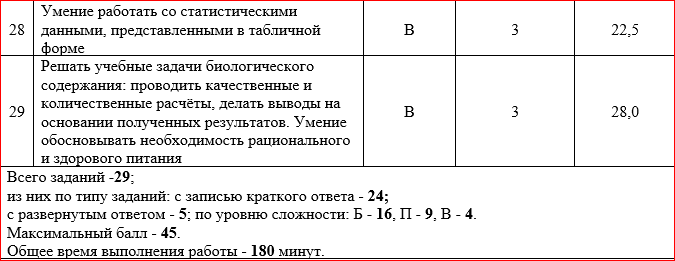 28 Умение работать со статистическими данными, представленными в табличной форме В 3 22,5
29 Решать учебные задачи биологического содержания: проводить качественные и количественные расчёты, делать выводы на основании полученных результатов. Умение обосновывать необходимость рационального и здорового питания В 3 28,0
Всего заданий -29;
из них по типу заданий: с записью краткого ответа - 24;
с развернутым ответом - 5; по уровню сложности: Б - 16, П - 9, В - 4.
Максимальный балл - 45.
Общее время выполнения работы - 180 минут.